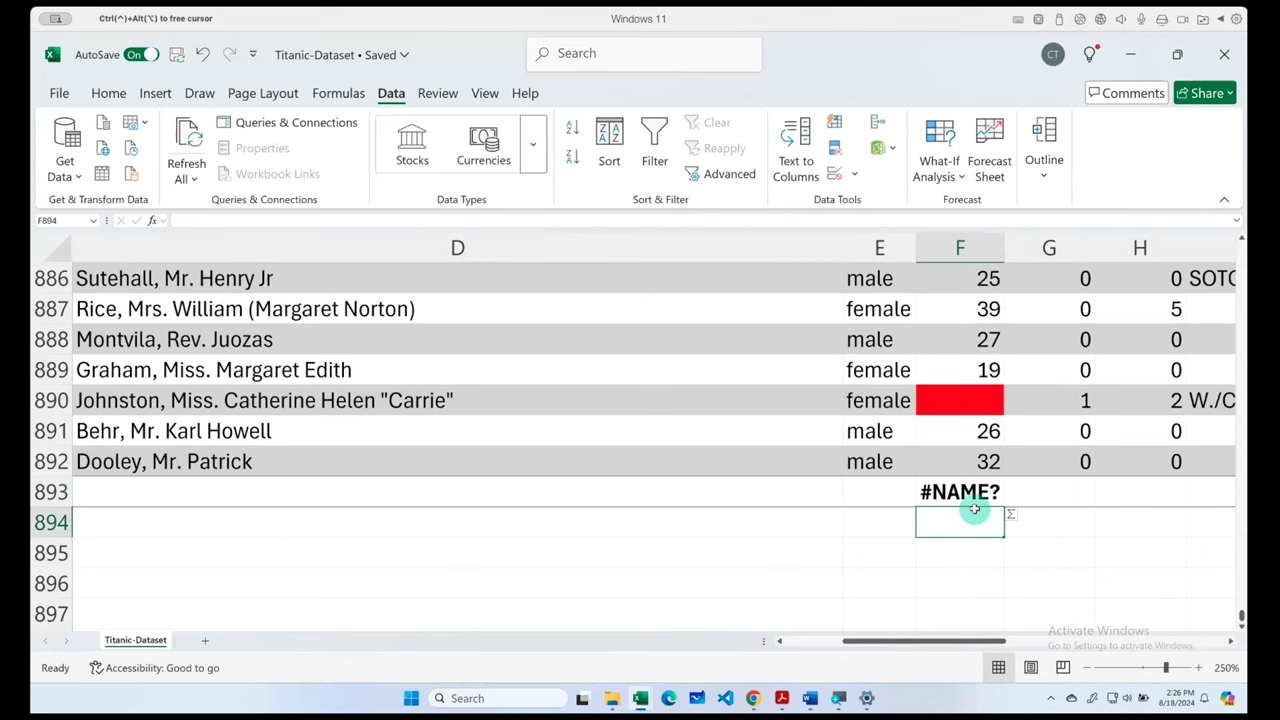 Ctrl(^)+Alt(⌥) to free cursor
Windows 11
AutoSave On
Titanic-Dataset • Saved
Search
CT
File Home Insert Draw Page Layout Formulas Data Review View Help
Comments Share
Get Data
Refresh All
Queries & Connections
Properties
Workbook Links
Stocks
Currencies
Sort
Filter
Clear
Reapply
Advanced
Text to Columns
What-If Analysis
Forecast Sheet
Outline
Get & Transform Data Queries & Connections Data Types Sort & Filter Data Tools Forecast
F894 fx
D E F G H
886 Sutehall, Mr. Henry Jr male 25 0 0 SOTO
887 Rice, Mrs. William (Margaret Norton) female 39 0 5
888 Montvila, Rev. Juozas male 27 0 0
889 Graham, Miss. Margaret Edith female 19 0 0
890 Johnston, Miss. Catherine Helen "Carrie" female 1 2 W./C
891 Behr, Mr. Karl Howell male 26 0 0
892 Dooley, Mr. Patrick male 32 0 0
893 #NAME?
894
895
896
897
Titanic-Dataset
Activate Windows
Go to Settings to activate Windows.
Ready Accessibility: Good to go 250%
Search
2:26 PM
8/18/2024